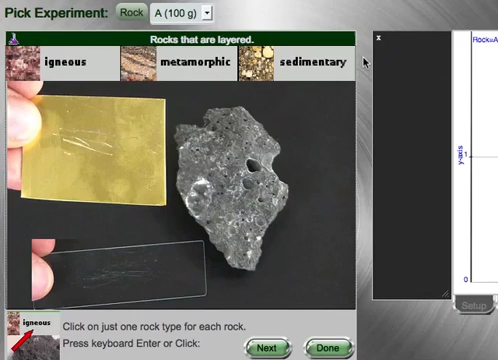 Pick Experiment: Rock A (100 g)
Rocks that are layered.
igneous metamorphic sedimentary
x
Rock=A
y-axis
1
0
igneous
Click on just one rock type for each rock.
Press keyboard Enter or Click:
Next Done
Setup